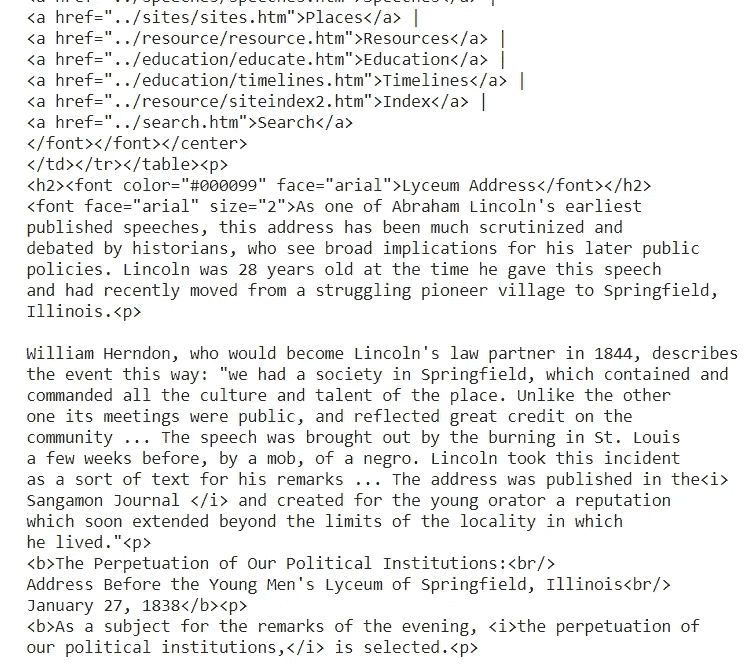 <a href="../sites/sites.htm">Places</a> |
<a href="../resource/resource.htm">Resources</a> |
<a href="../education/educate.htm">Education</a> |
<a href="../education/timelines.htm">Timelines</a> |
<a href="../resource/siteindex2.htm">Index</a> |
<a href="../search.htm">Search</a>
</font></font></center>
</td></tr></table><p>
<h2><font color="#000099" face="arial">Lyceum Address</font></h2>
<font face="arial" size="2">As one of Abraham Lincoln's earliest
published speeches, this address has been much scrutinized and
debated by historians, who see broad implications for his later public
policies. Lincoln was 28 years old at the time he gave this speech
and had recently moved from a struggling pioneer village to Springfield,
Illinois.<p>

William Herndon, who would become Lincoln's law partner in 1844, describes
the event this way: "we had a society in Springfield, which contained and
commanded all the culture and talent of the place. Unlike the other
one its meetings were public, and reflected great credit on the
community ... The speech was brought out by the burning in St. Louis
a few weeks before, by a mob, of a negro. Lincoln took this incident
as a sort of text for his remarks ... The address was published in the<i>
Sangamon Journal </i> and created for the young orator a reputation
which soon extended beyond the limits of the locality in which
he lived."<p>
<b>The Perpetuation of Our Political Institutions:<br/>
Address Before the Young Men's Lyceum of Springfield, Illinois<br/>
January 27, 1838</b><p>
<b>As a subject for the remarks of the evening, <i>the perpetuation of
our political institutions,</i> is selected.<p>